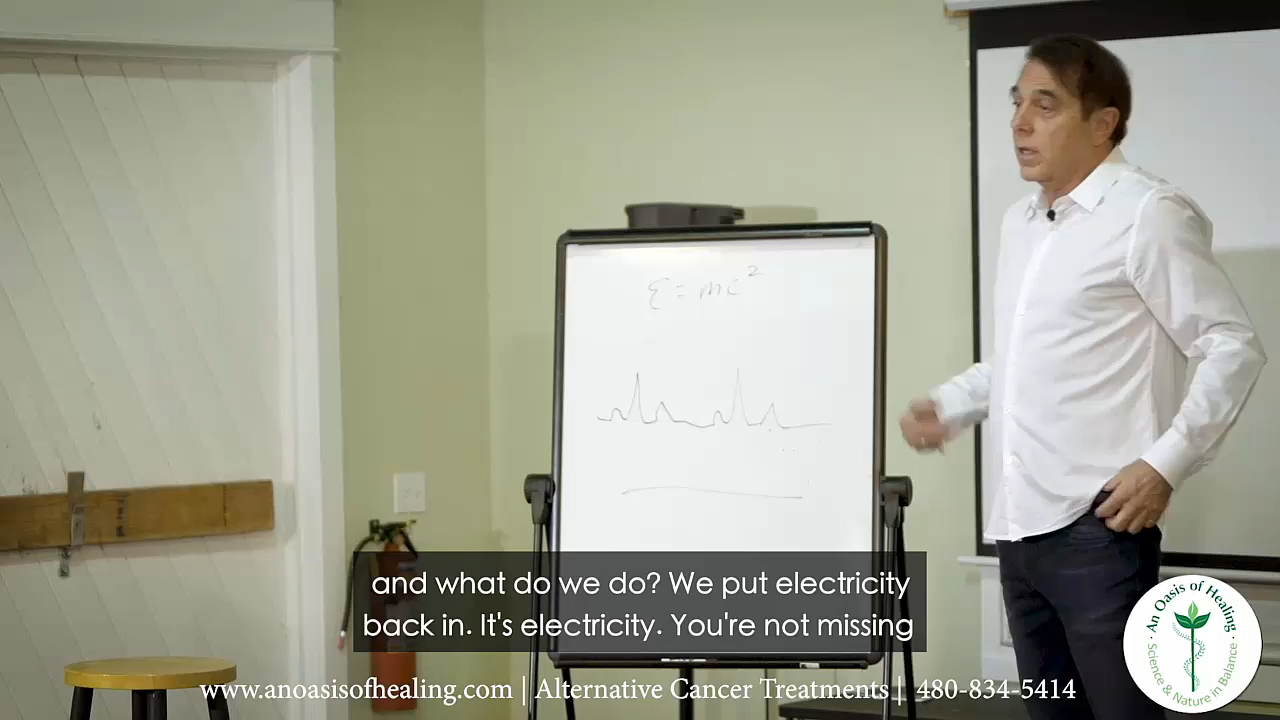 E = mc²
and what do we do? We put electricity
back in. It's electricity. You're not missing
www.anoasisofhealing.com | Alternative Cancer Treatments | 480-834-5414
· An Oasis of Healing ·
Science & Nature in Balance